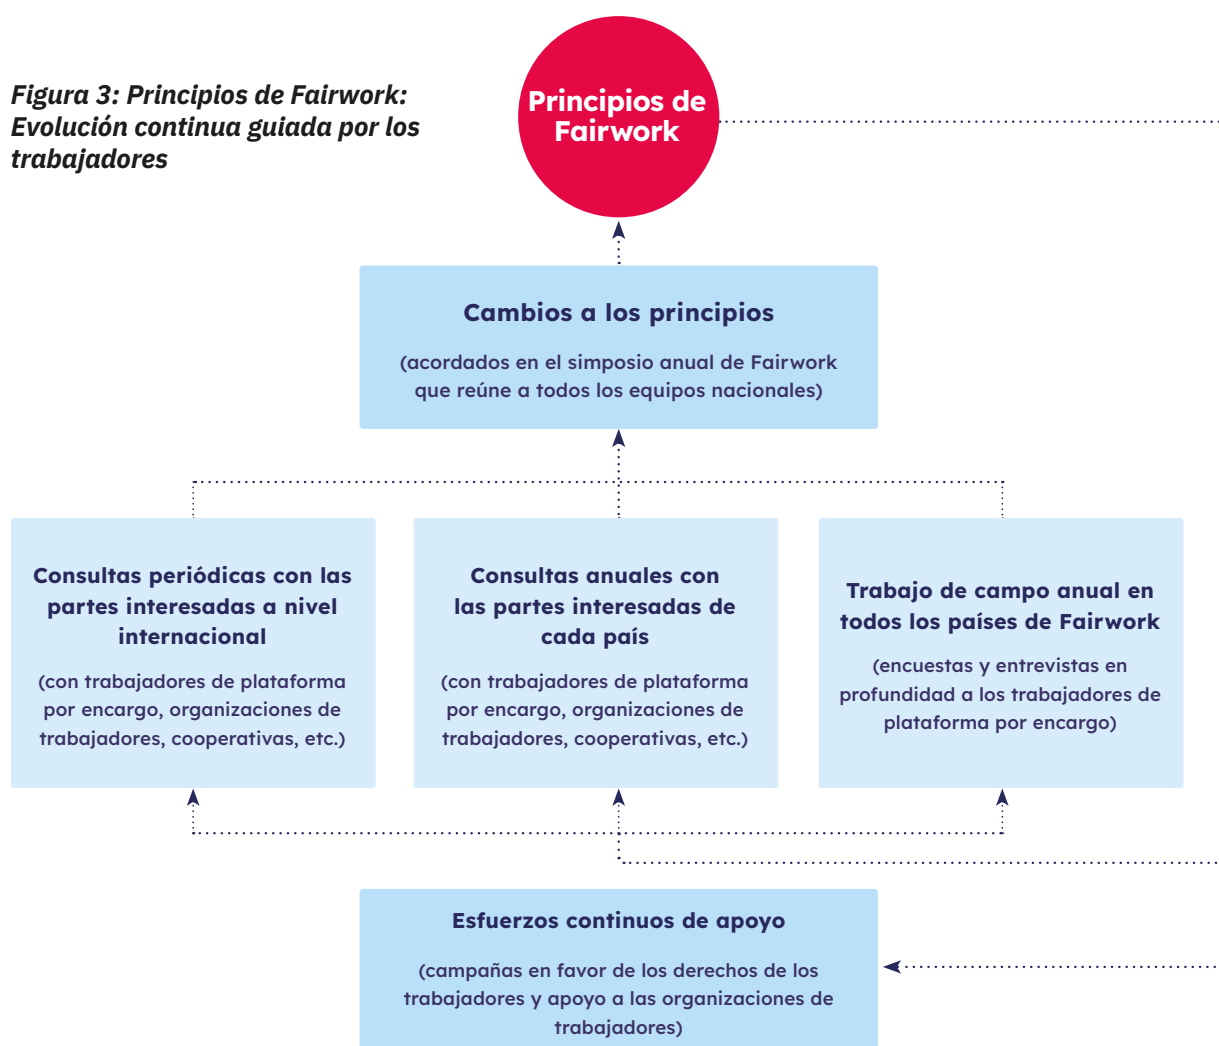 Figura 3: Principios de Fairwork:
Evolución continua guiada por los
trabajadores
Principios de
Fairwork
Cambios a los principios
(acordados en el simposio anual de Fairwork
que reúne a todos los equipos nacionales)
Consultas periódicas con las
partes interesadas a nivel
internacional
(con trabajadores de plataforma
por encargo, organizaciones de
trabajadores, cooperativas, etc.)
Consultas anuales con
las partes interesadas de
cada país
(con trabajadores de plataforma
por encargo, organizaciones de
trabajadores, cooperativas, etc.)
Trabajo de campo anual en
todos los países de Fairwork
(encuestas y entrevistas en
profundidad a los trabajadores de
plataforma por encargo)
Esfuerzos continuos de apoyo
(campañas en favor de los derechos de los
trabajadores y apoyo a las organizaciones de
trabajadores)